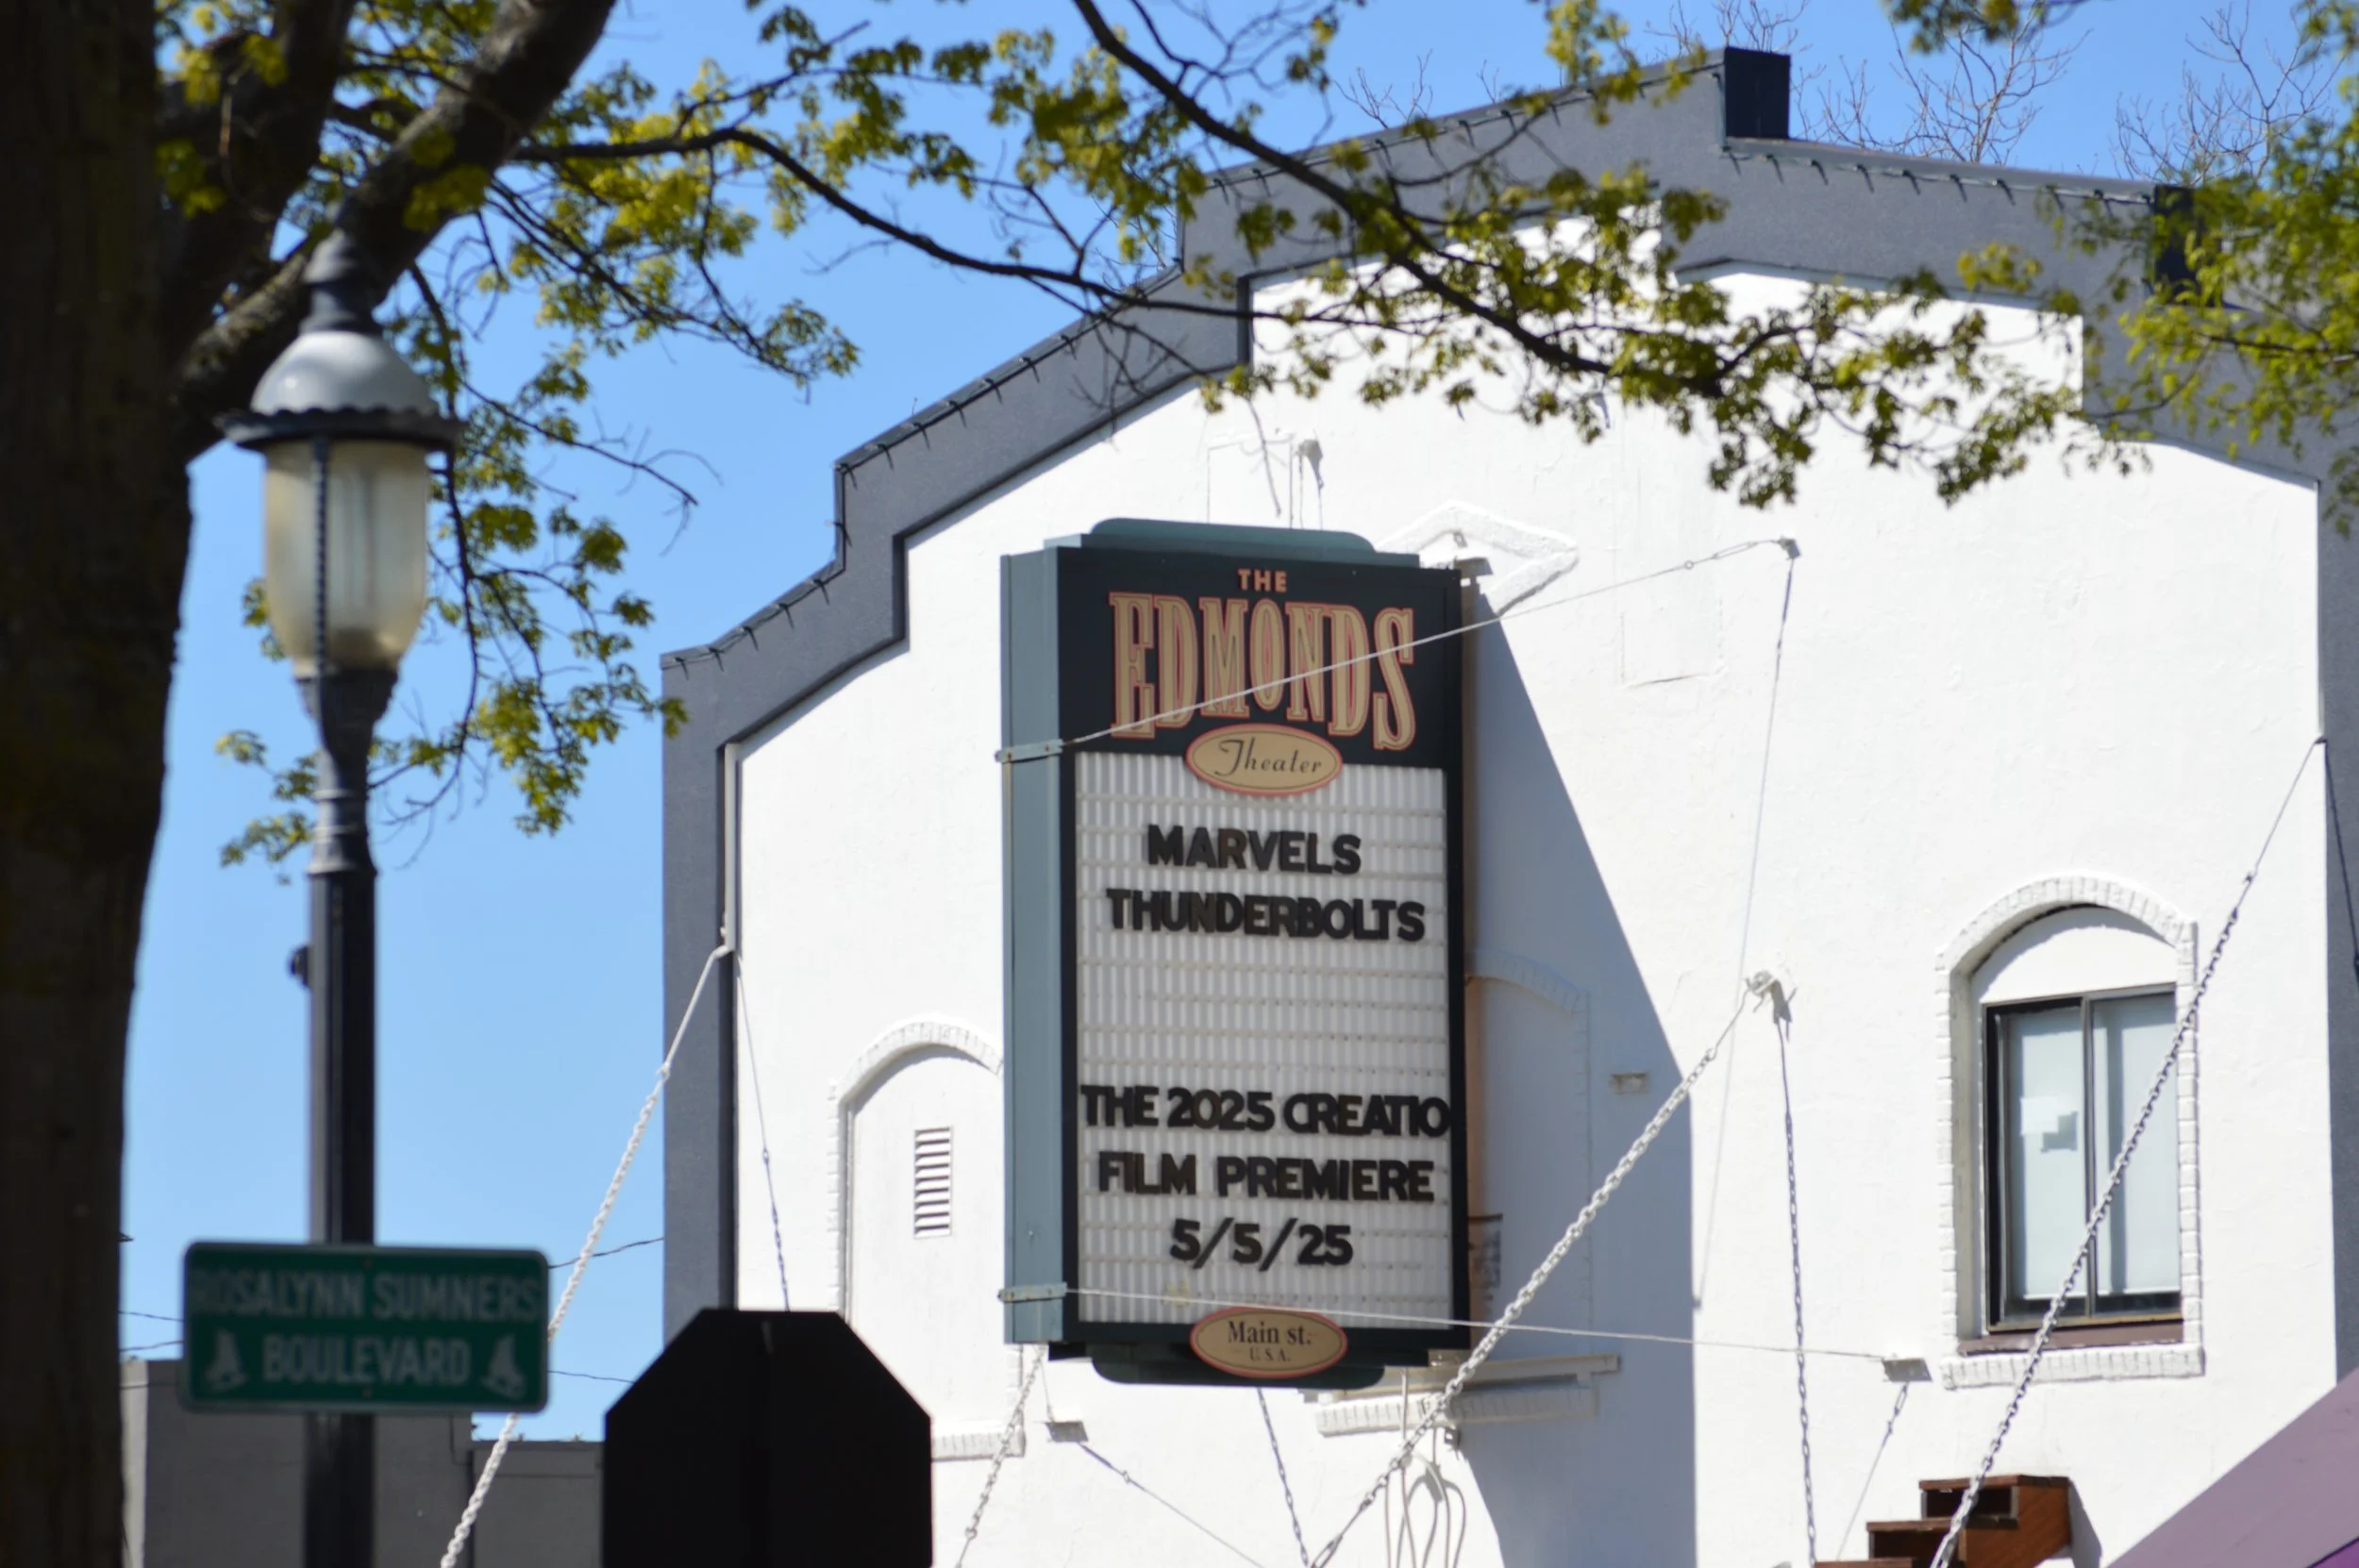 THE
EDMONDS
Theater
MARVELS
THUNDERBOLTS
THE 2025 CREATIO
FILM PREMIERE
5/5/25
Main st.
U.S.A.
ROSALYNN SUMNERS
BOULEVARD